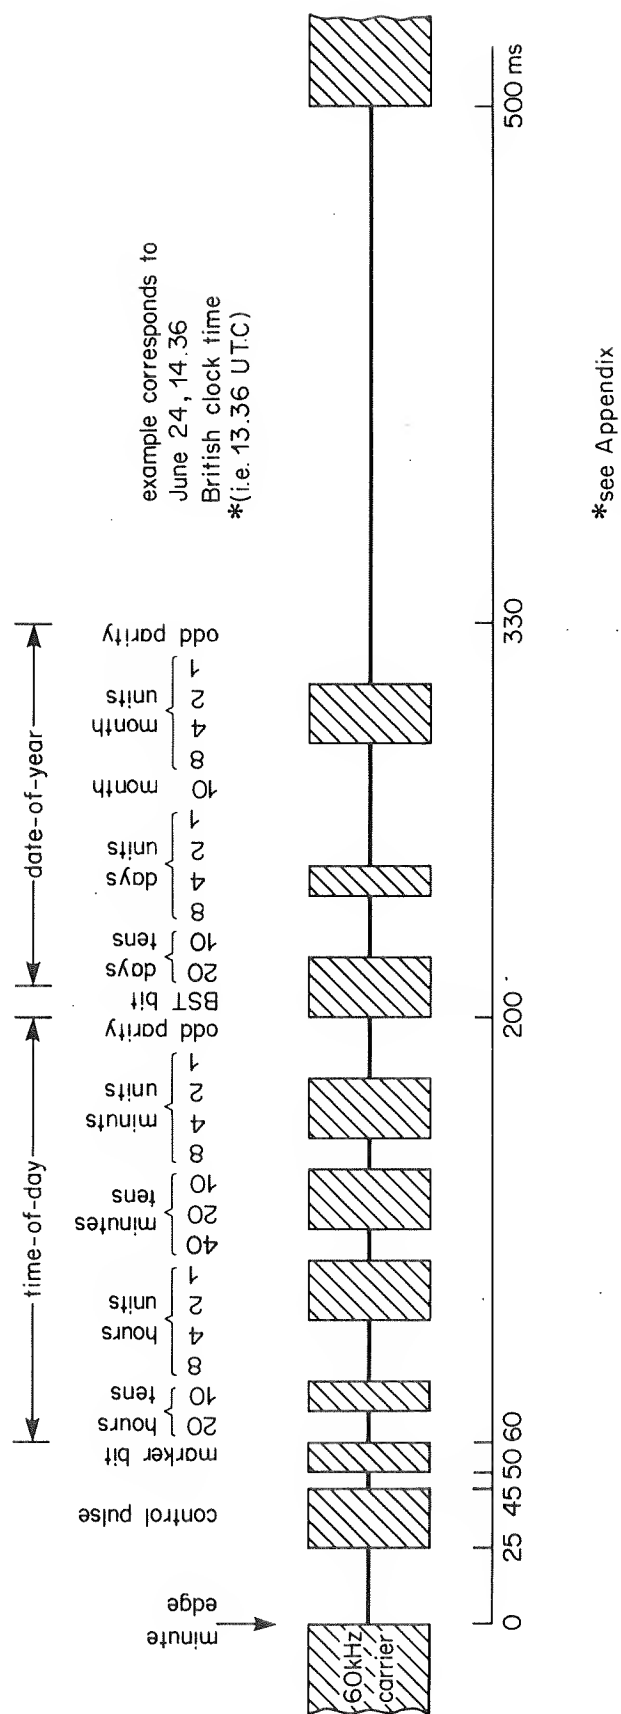 time-of-day
date-of-year
minute
edge
control pulse
marker bit
hours
tens
20 10
hours
units
8 4 2 1
minutes
tens
40 20 10
minuts
units
8 4 2 1
odd parity
BST bit
days
tens
20 10
days
units
8 4 2 1
month
10
month
units
8 4 2 1
odd parity
example corresponds to
June 24, 14.36
British clock time
*(i.e. 13.36 UTC)
60kHz
carrier
0 25 45 50 60 200 330 500 ms
*see Appendix